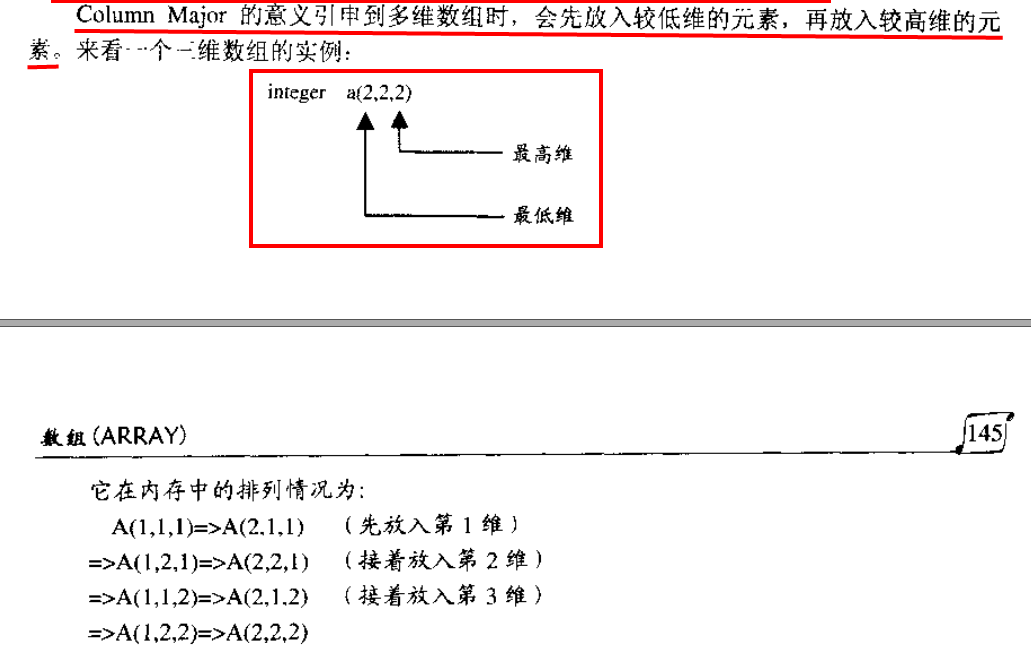 Column Major 的意义引申到多维数组时，会先放入较低维的元素，再放入较高维的元
素。来看一个三维数组的实例：
integer a(2,2,2)
最高维
最低维
数组(ARRAY)
145
它在内存中的排列情况为：
A(1,1,1)=>A(2,1,1) （先放入第 1 维）
=>A(1,2,1)=>A(2,2,1) （接着放入第 2 维）
=>A(1,1,2)=>A(2,1,2) （接着放入第 3 维）
=>A(1,2,2)=>A(2,2,2)